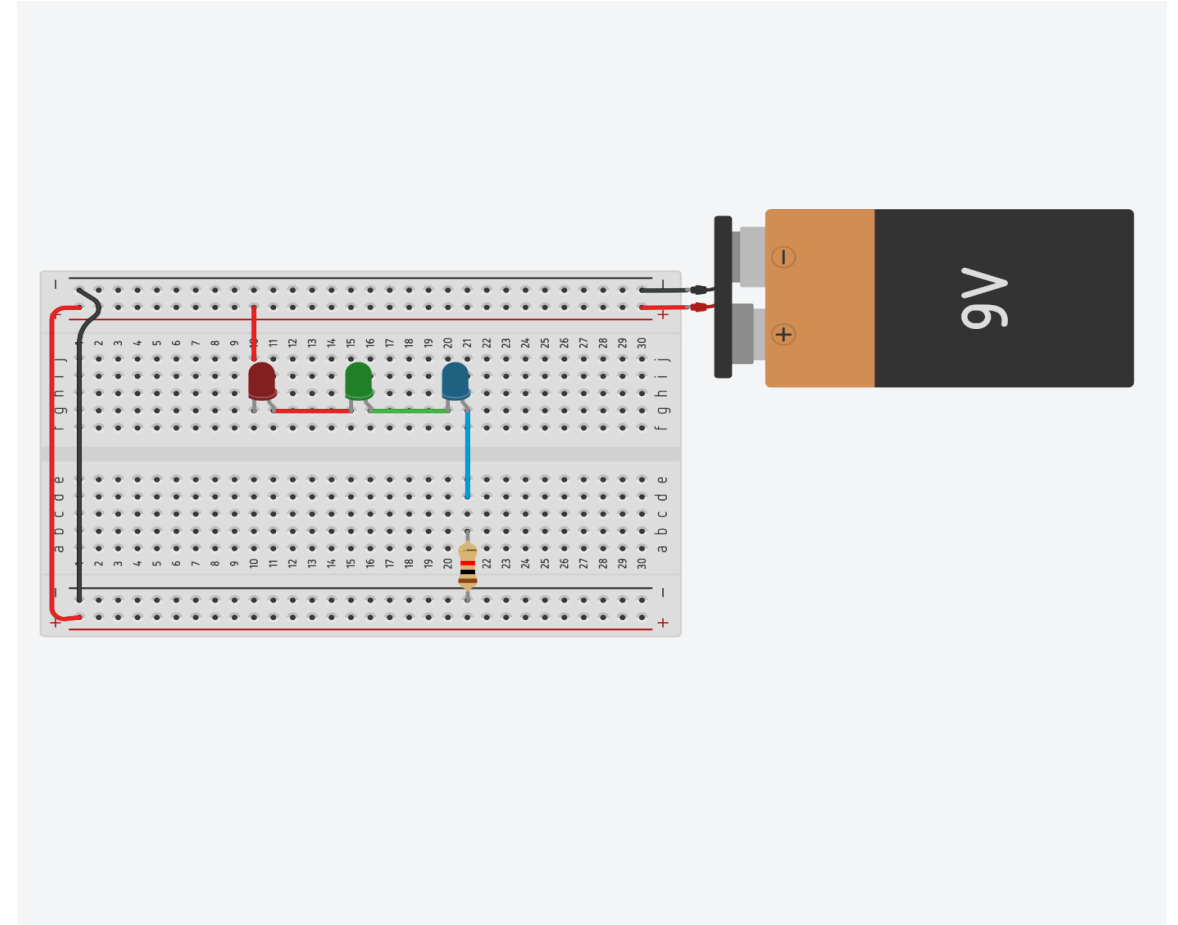 - -
+ +
1 2 3 4 5 6 7 8 9 10 11 12 13 14 15 16 17 18 19 20 21 22 23 24 25 26 27 28 29 30
j j
i i
h h
g g
f f
e e
d d
c c
b b
a a
1 2 3 4 5 6 7 8 9 10 11 12 13 14 15 16 17 18 19 20 22 23 24 25 26 27 28 29 30
- -
+ +
-
+
9V